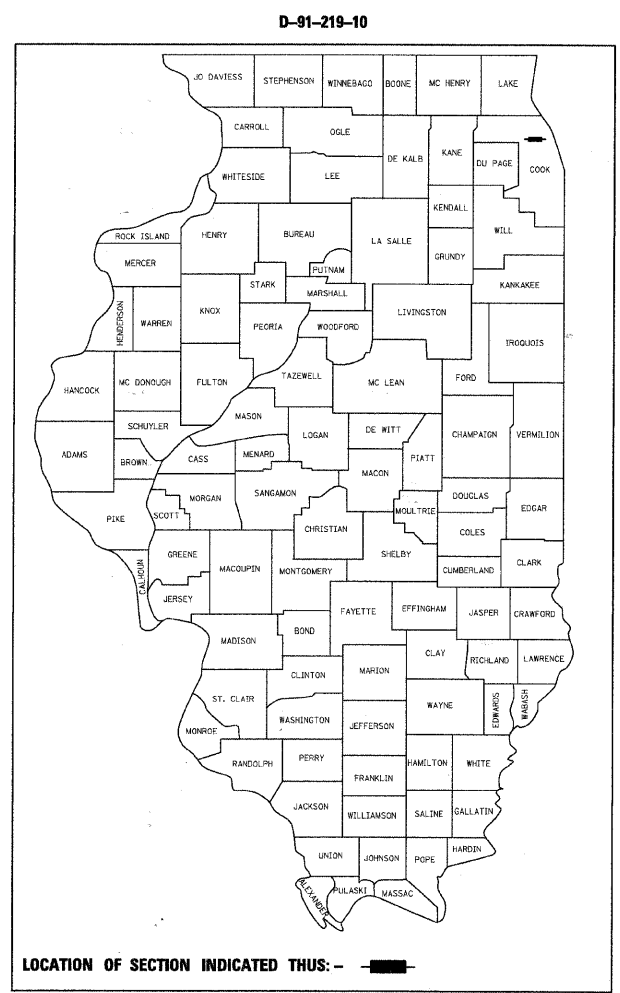 D-91-219-10
JO DAVIESS STEPHENSON WINNEBAGO BOONE MC HENRY LAKE
CARROLL OGLE
DE KALB KANE DU PAGE COOK
WHITESIDE LEE
KENDALL
ROCK ISLAND HENRY BUREAU LA SALLE WILL
MERCER PUTNAM GRUNDY
STARK MARSHALL KANKAKEE
HENDERSON WARREN KNOX PEORIA WOODFORD LIVINGSTON IROQUOIS
HANCOCK MC DONOUGH FULTON TAZEWELL MC LEAN FORD
SCHUYLER MASON LOGAN DE WITT CHAMPAIGN VERMILION
ADAMS BROWN CASS MENARD MACON PIATT
PIKE SCOTT MORGAN SANGAMON MOULTRIE DOUGLAS EDGAR
CHRISTIAN COLES
CALHOUN GREENE MACOUPIN MONTGOMERY SHELBY CUMBERLAND CLARK
JERSEY FAYETTE EFFINGHAM JASPER CRAWFORD
MADISON BOND
CLINTON MARION CLAY RICHLAND LAWRENCE
ST. CLAIR WAYNE EDWARDS WABASH
MONROE WASHINGTON JEFFERSON
RANDOLPH PERRY HAMILTON WHITE
FRANKLIN
JACKSON WILLIAMSON SALINE GALLATIN
UNION JOHNSON POPE HARDIN
ALEXANDER PULASKI MASSAC
LOCATION OF SECTION INDICATED THUS: -